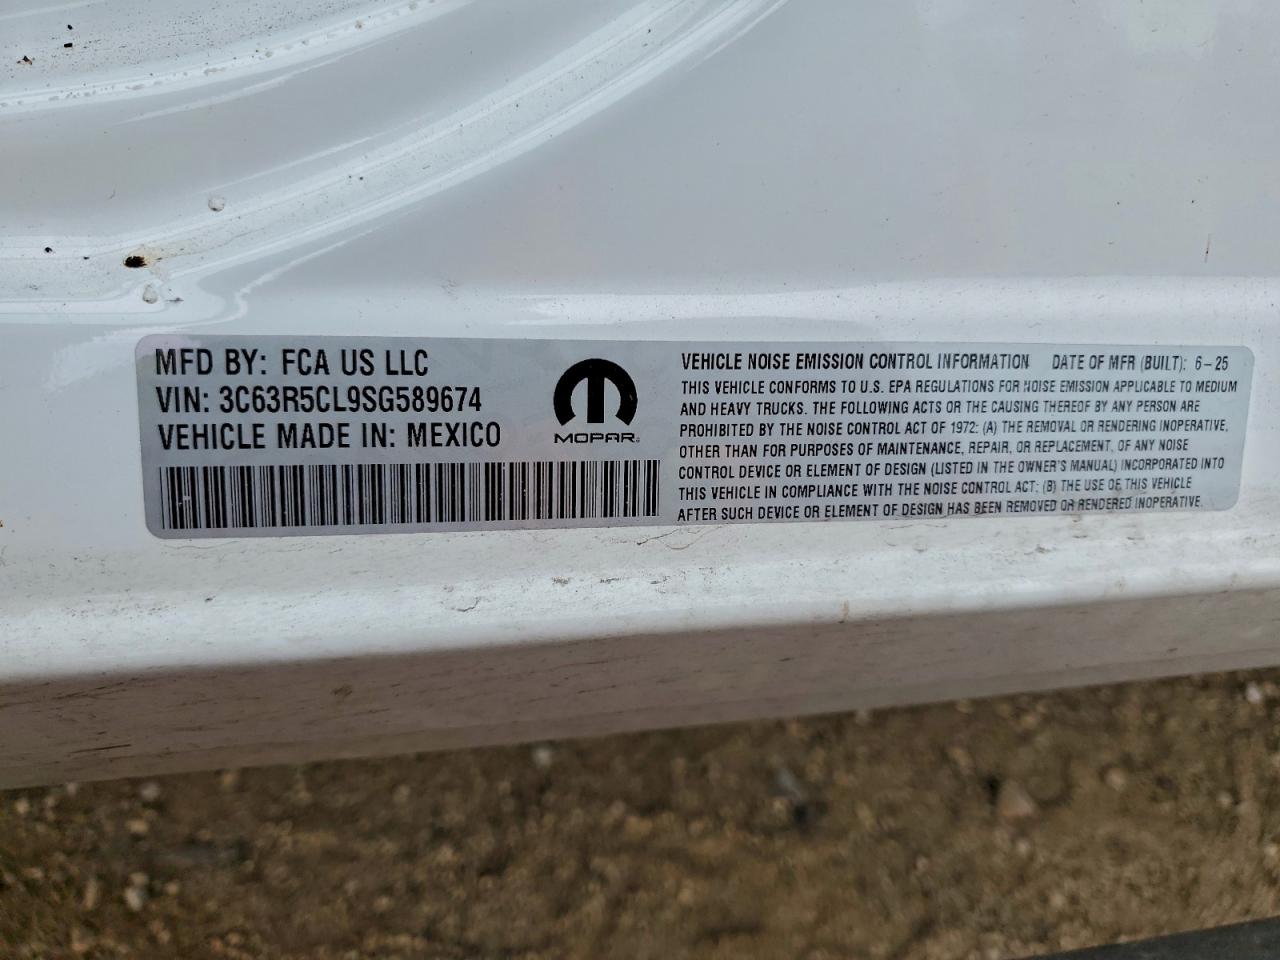 MFD BY: FCA US LLC
VIN: 3C63R5CL9SG589674
VEHICLE MADE IN: MEXICO
MOPAR®
VEHICLE NOISE EMISSION CONTROL INFORMATION DATE OF MFR (BUILT): 6-25
THIS VEHICLE CONFORMS TO U.S. EPA REGULATIONS FOR NOISE EMISSION APPLICABLE TO MEDIUM
AND HEAVY TRUCKS. THE FOLLOWING ACTS OR THE CAUSING THEREOF BY ANY PERSON ARE
PROHIBITED BY THE NOISE CONTROL ACT OF 1972: (A) THE REMOVAL OR RENDERING INOPERATIVE,
OTHER THAN FOR PURPOSES OF MAINTENANCE, REPAIR, OR REPLACEMENT, OF ANY NOISE
CONTROL DEVICE OR ELEMENT OF DESIGN (LISTED IN THE OWNER'S MANUAL) INCORPORATED INTO
THIS VEHICLE IN COMPLIANCE WITH THE NOISE CONTROL ACT; (B) THE USE OF THIS VEHICLE
AFTER SUCH DEVICE OR ELEMENT OF DESIGN HAS BEEN REMOVED OR RENDERED INOPERATIVE.